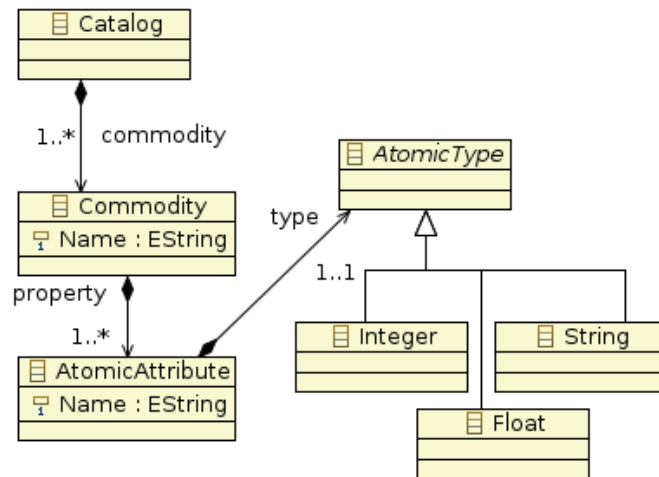 Catalog
1..* commodity
AtomicType
Commodity
Name : EString
type
property
1..1
1..*
Integer
String
AtomicAttribute
Name : EString
Float